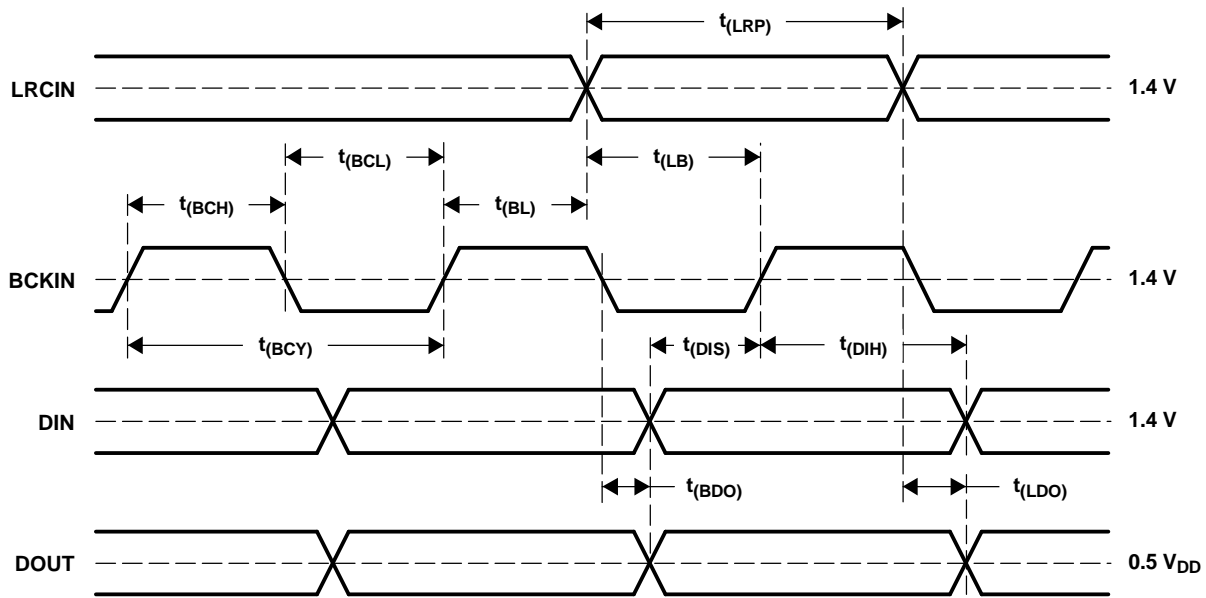 t(LRP)
LRCIN
1.4 V
t(BCL)
t(LB)
t(BCH)
t(BL)
BCKIN
1.4 V
t(BCY)
t(DIS)
t(DIH)
DIN
1.4 V
t(BDO)
t(LDO)
DOUT
0.5 VDD